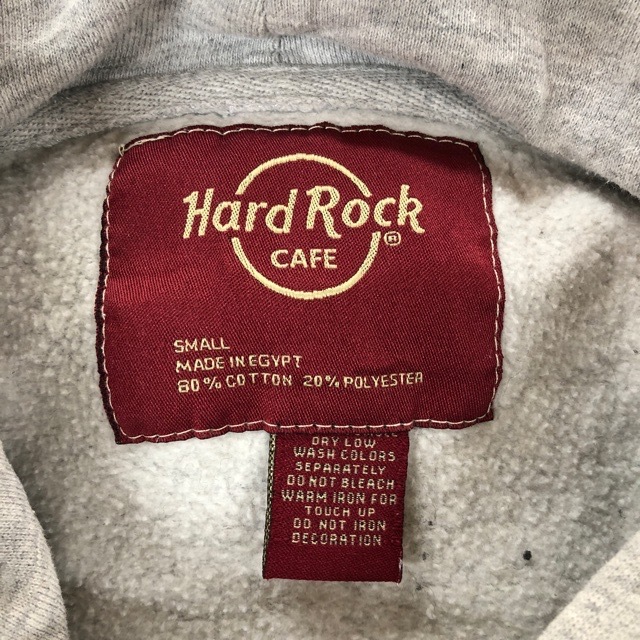 Hard Rock
®
CAFE
SMALL
MADE IN EGYPT
80% COTTON 20% POLYESTER
DRY LOW
WASH COLORS
SEPARATELY
DO NOT BLEACH
WARM IRON FOR
TOUCH UP
DO NOT IRON
DECORATION